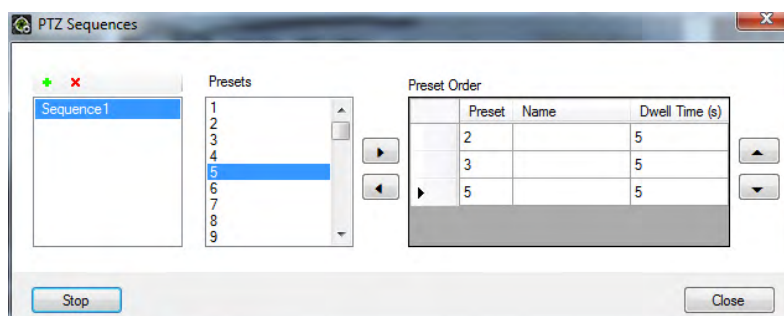 PTZ Sequences
Presets
Preset Order
Sequence1
1
2
3
4
5
6
7
8
9
Preset Name Dwell Time (s)
2 5
3 5
5 5
Stop
Close